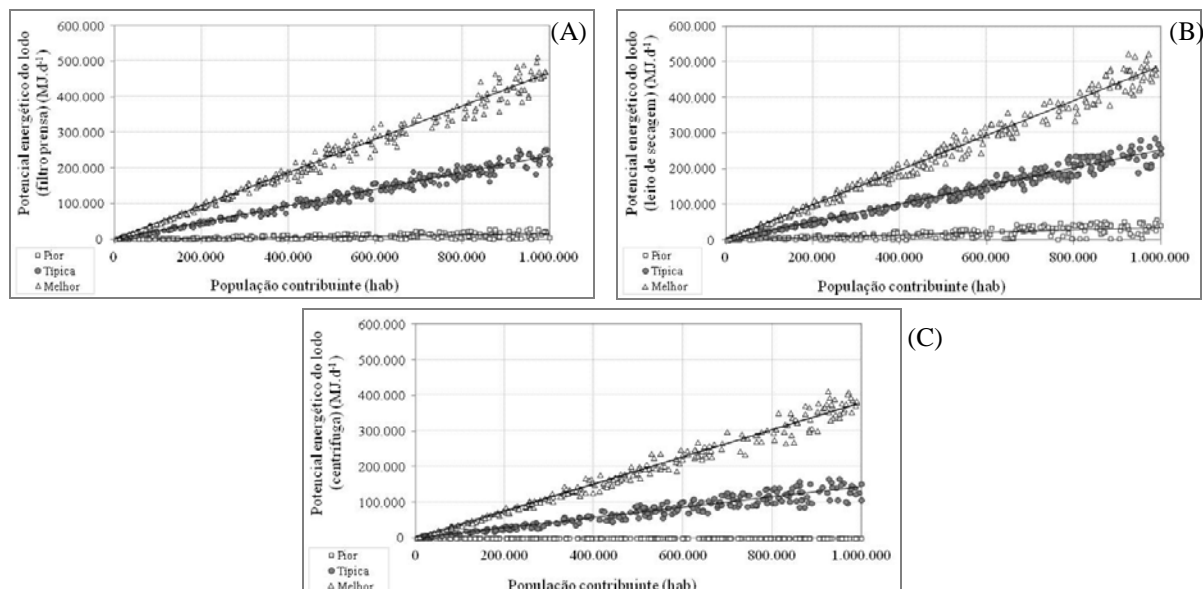 (A)
Potencial energético do lodo
(filtro prensa) (MJ.d-1)
600.000
500.000
400.000
300.000
200.000
100.000
0
0 200.000 400.000 600.000 800.000 1.000.000
População contribuinte (hab)
Pior
Típica
Melhor
(B)
Potencial energético do lodo
(leito de secagem) (MJ.d-1)
600.000
500.000
400.000
300.000
200.000
100.000
0
0 200.000 400.000 600.000 800.000 1.000.000
População contribuinte (hab)
Pior
Típica
Melhor
(C)
Potencial energético do lodo
(centrífuga) (MJ.d-1)
600.000
500.000
400.000
300.000
200.000
100.000
0
0 200.000 400.000 600.000 800.000 1.000.000
População contribuinte (hab)
Pior
Típica
Melhor